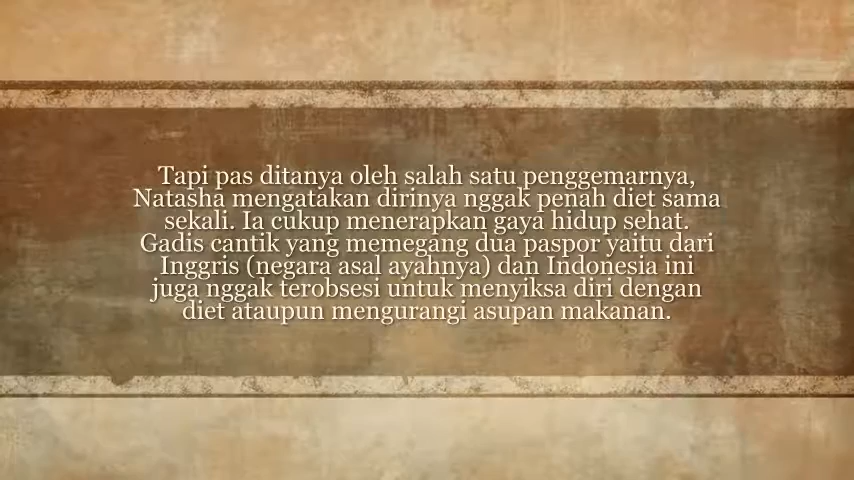 Tapi pas ditanya oleh salah satu penggemarnya,
Natasha mengatakan dirinya nggak penah diet sama
sekali. Ia cukup menerapkan gaya hidup sehat.
Gadis cantik yang memegang dua paspor yaitu dari
Inggris (negara asal ayahnya) dan Indonesia ini
juga nggak terobsesi untuk menyiksa diri dengan
diet ataupun mengurangi asupan makanan.